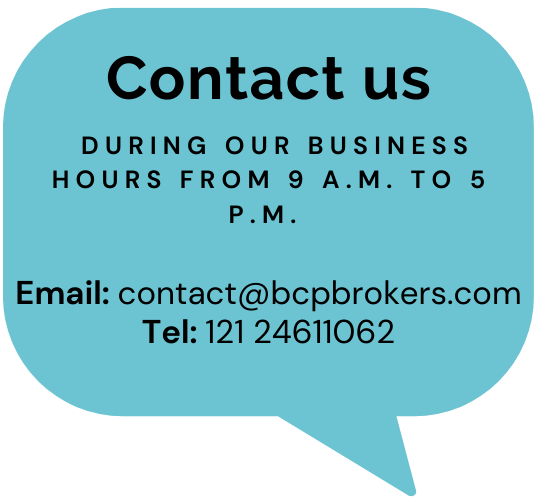 Contact us
DURING OUR BUSINESS
HOURS FROM 9 A.M. TO 5
P.M.
Email: contact@bcpbrokers.com
Tel: 121 24611062